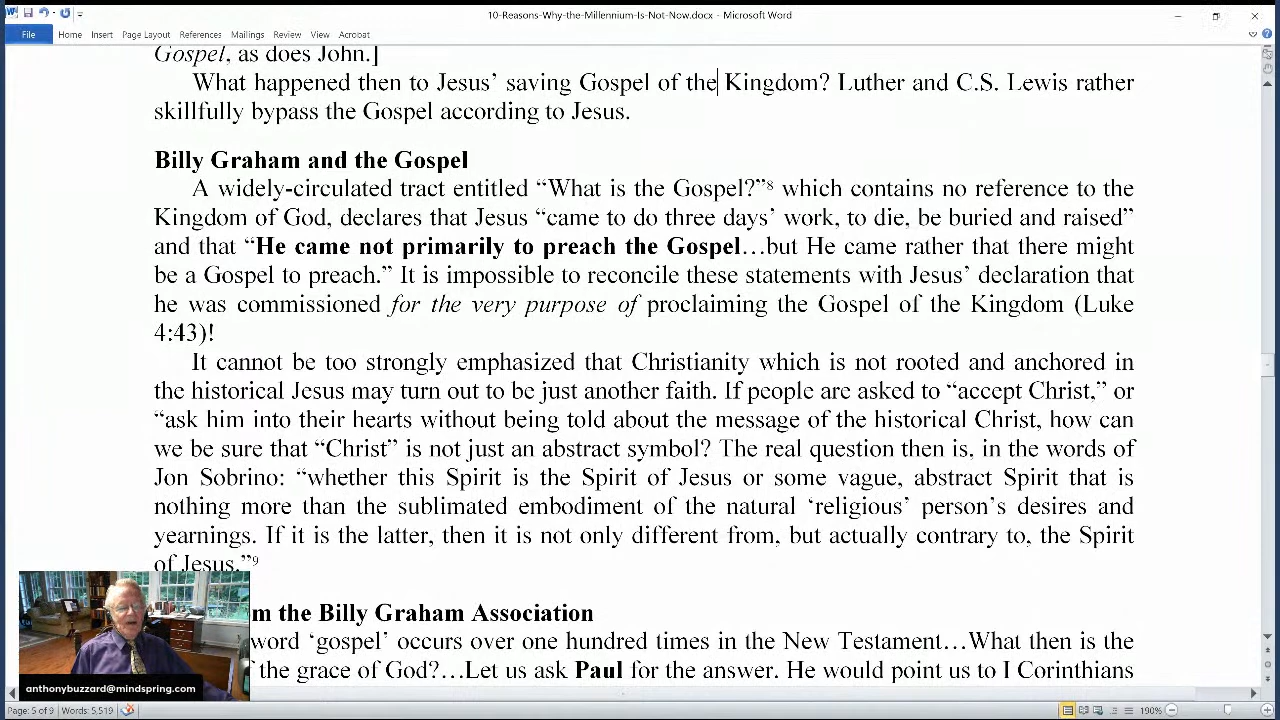 10-Reasons-Why-the-Millennium-Is-Not-Now.docx - Microsoft Word
File Home Insert Page Layout References Mailings Review View Acrobat
Gospel, as does John.]
What happened then to Jesus’ saving Gospel of the Kingdom? Luther and C.S. Lewis rather
skillfully bypass the Gospel according to Jesus.
Billy Graham and the Gospel
A widely-circulated tract entitled “What is the Gospel?”8 which contains no reference to the
Kingdom of God, declares that Jesus “came to do three days’ work, to die, be buried and raised”
and that “He came not primarily to preach the Gospel…but He came rather that there might
be a Gospel to preach.” It is impossible to reconcile these statements with Jesus’ declaration that
he was commissioned for the very purpose of proclaiming the Gospel of the Kingdom (Luke
4:43)!
It cannot be too strongly emphasized that Christianity which is not rooted and anchored in
the historical Jesus may turn out to be just another faith. If people are asked to “accept Christ,” or
“ask him into their hearts without being told about the message of the historical Christ, how can
we be sure that “Christ” is not just an abstract symbol? The real question then is, in the words of
Jon Sobrino: “whether this Spirit is the Spirit of Jesus or some vague, abstract Spirit that is
nothing more than the sublimated embodiment of the natural ‘religious’ person’s desires and
yearnings. If it is the latter, then it is not only different from, but actually contrary to, the Spirit
of Jesus.”9
m the Billy Graham Association
word ‘gospel’ occurs over one hundred times in the New Testament…What then is the
the grace of God?…Let us ask Paul for the answer. He would point us to I Corinthians
anthonybuzzard@mindspring.com
Page: 5 of 9 Words: 5,519 190%